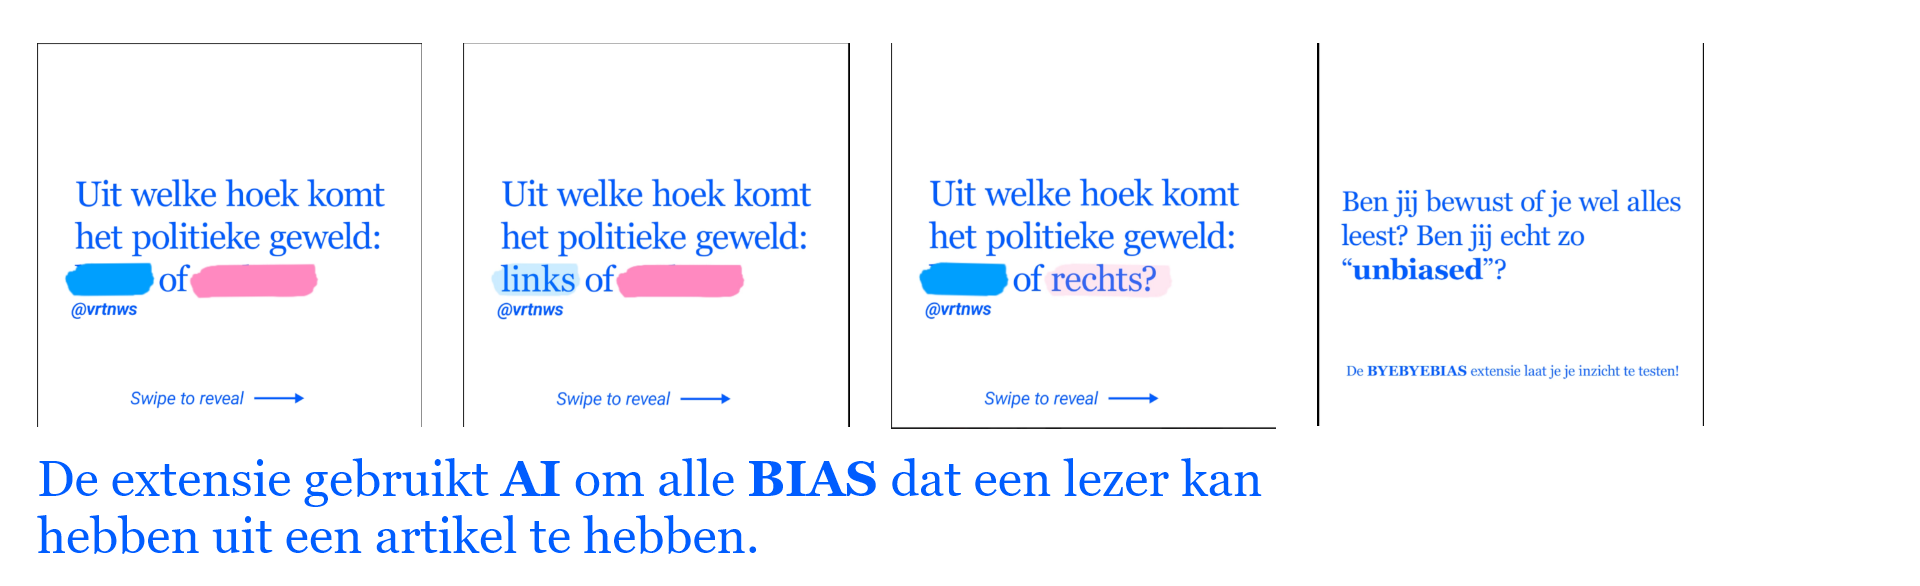 Uit welke hoek komt
het politieke geweld:
of
@vrtnws
Swipe to reveal
Uit welke hoek komt
het politieke geweld:
links of
@vrtnws
Swipe to reveal
Uit welke hoek komt
het politieke geweld:
of rechts?
@vrtnws
Swipe to reveal
Ben jij bewust of je wel alles
leest? Ben jij echt zo
“unbiased”?
De BYEBYEBIAS extensie laat je je inzicht te testen!
De extensie gebruikt AI om alle BIAS dat een lezer kan
hebben uit een artikel te hebben.